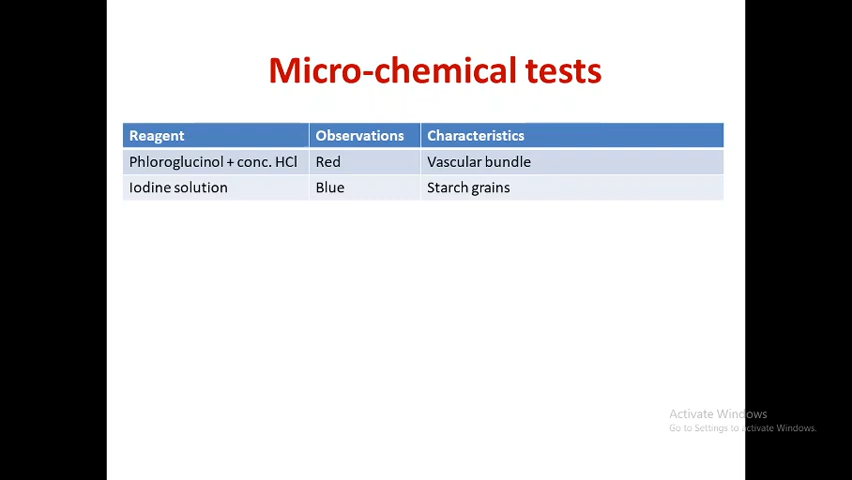 Micro-chemical tests
Reagent Observations Characteristics
Phloroglucinol + conc. HCl Red Vascular bundle
Iodine solution Blue Starch grains
Activate Windows
Go to Settings to activate Windows.